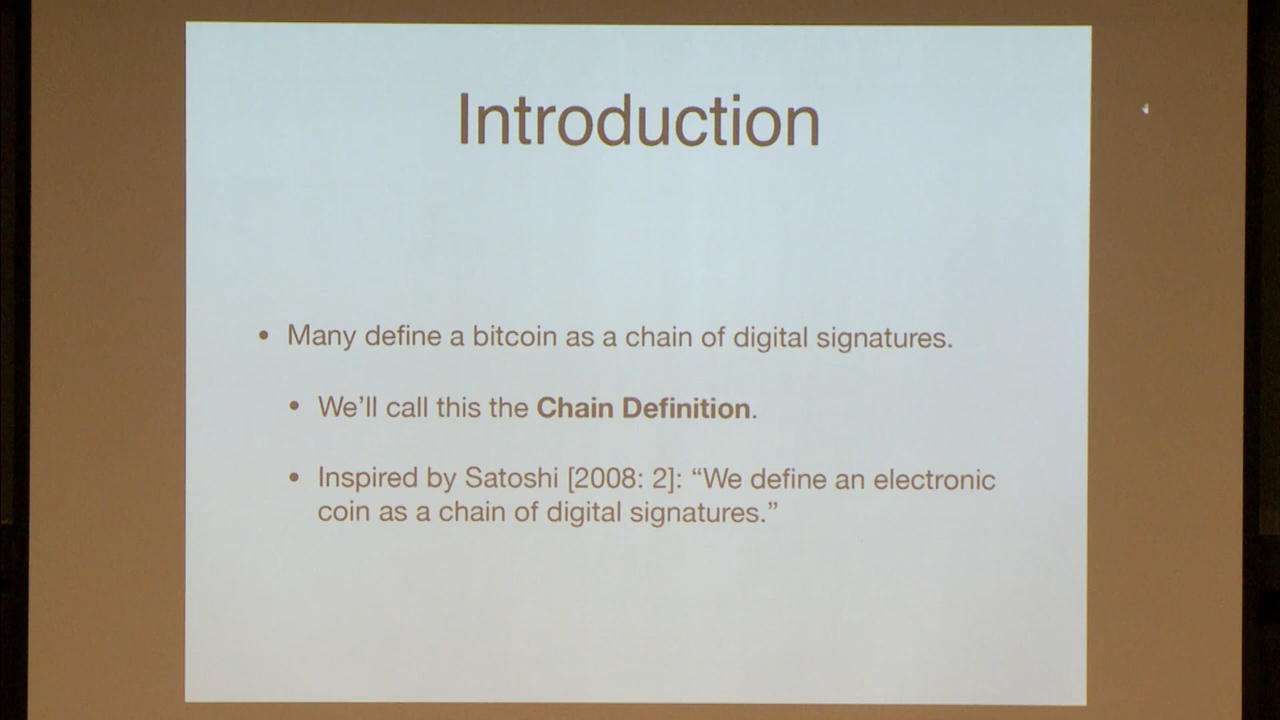 Introduction
• Many define a bitcoin as a chain of digital signatures.
• We’ll call this the Chain Definition.
• Inspired by Satoshi [2008: 2]: “We define an electronic
coin as a chain of digital signatures.”